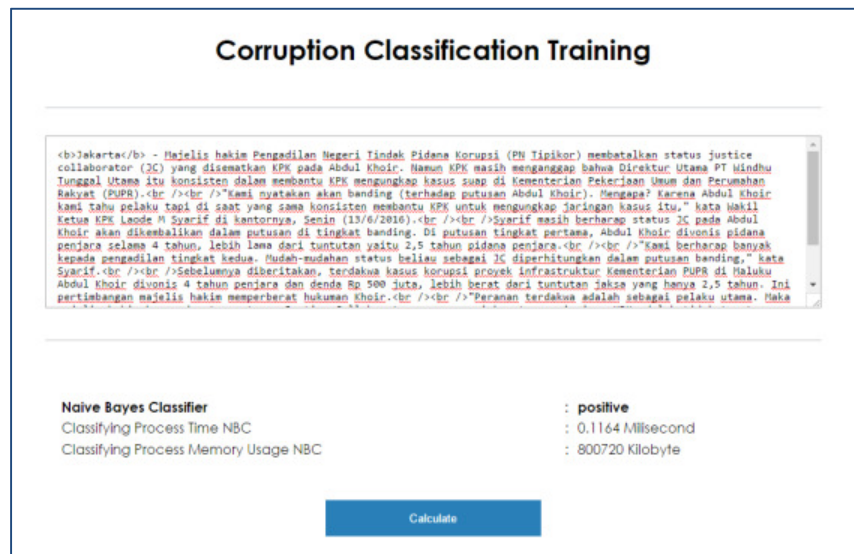 Corruption Classification Training
<b>Jakarta</b> - Majelis hakim Pengadilan Negeri Tindak Pidana Korupsi (PN Tipikor) membatalkan status justice
collaborator (JC) yang disematkan KPK pada Abdul Khoir. Namun KPK masih menganggap bahwa Direktur Utama PT Windhu
Tunggal Utama itu konsisten dalam membantu KPK mengungkap kasus suap di Kementerian Pekerjaan Umum dan Perumahan
Rakyat (PUPR).<br /><br />"Kami nyatakan akan banding (terhadap putusan Abdul Khoir). Mengapa? Karena Abdul Khoir
kami tahu pelaku tapi di saat yang sama konsisten membantu KPK untuk mengungkap jaringan kasus itu," kata Wakil
Ketua KPK Laode M Syarif di kantornya, Senin (13/6/2016).<br /><br />Syarif masih berharap status JC pada Abdul
Khoir akan dikembalikan dalam putusan di tingkat banding. Di putusan tingkat pertama, Abdul Khoir divonis pidana
penjara selama 4 tahun, lebih lama dari tuntutan yaitu 2,5 tahun pidana penjara.<br /><br />"Kami berharap banyak
kepada pengadilan tingkat kedua. Mudah-mudahan status beliau sebagai JC diperhitungkan dalam putusan banding," kata
Syarif.<br /><br />Sebelumnya diberitakan, terdakwa kasus korupsi proyek infrastruktur Kementerian PUPR di Maluku
Abdul Khoir divonis 4 tahun penjara dan denda Rp 500 juta, lebih berat dari tuntutan jaksa yang hanya 2,5 tahun. Ini
pertimbangan majelis hakim memperberat hukuman Khoir.<br /><br />"Peranan terdakwa adalah sebagai pelaku utama. Maka
Naive Bayes Classifier : positive
Classifying Process Time NBC : 0.1164 Milisecond
Classifying Process Memory Usage NBC : 800720 Kilobyte
Calculate